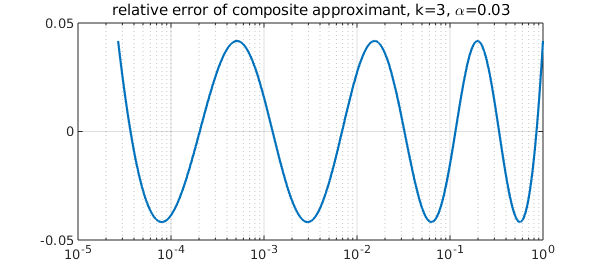 relative error of composite approximant, k=3, α=0.03
0.05
0
-0.05
10^-5 10^-4 10^-3 10^-2 10^-1 10^0